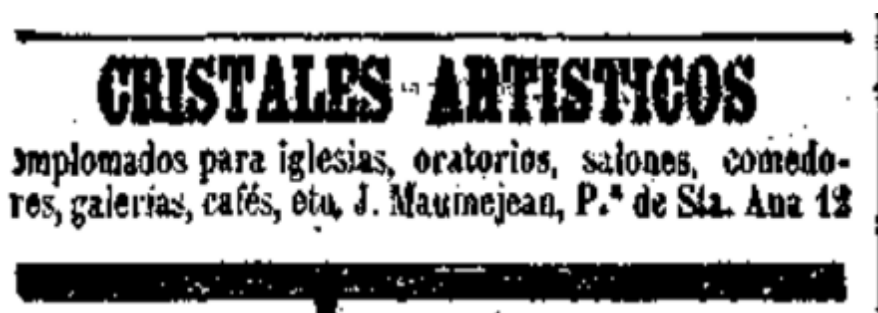 CRISTALES ARTISTICOS
emplomados para iglesias, oratorios, salones, comedo-
res, galerías, cafés, etc, J. Maumejean, P.ª de Sta. Ana 12